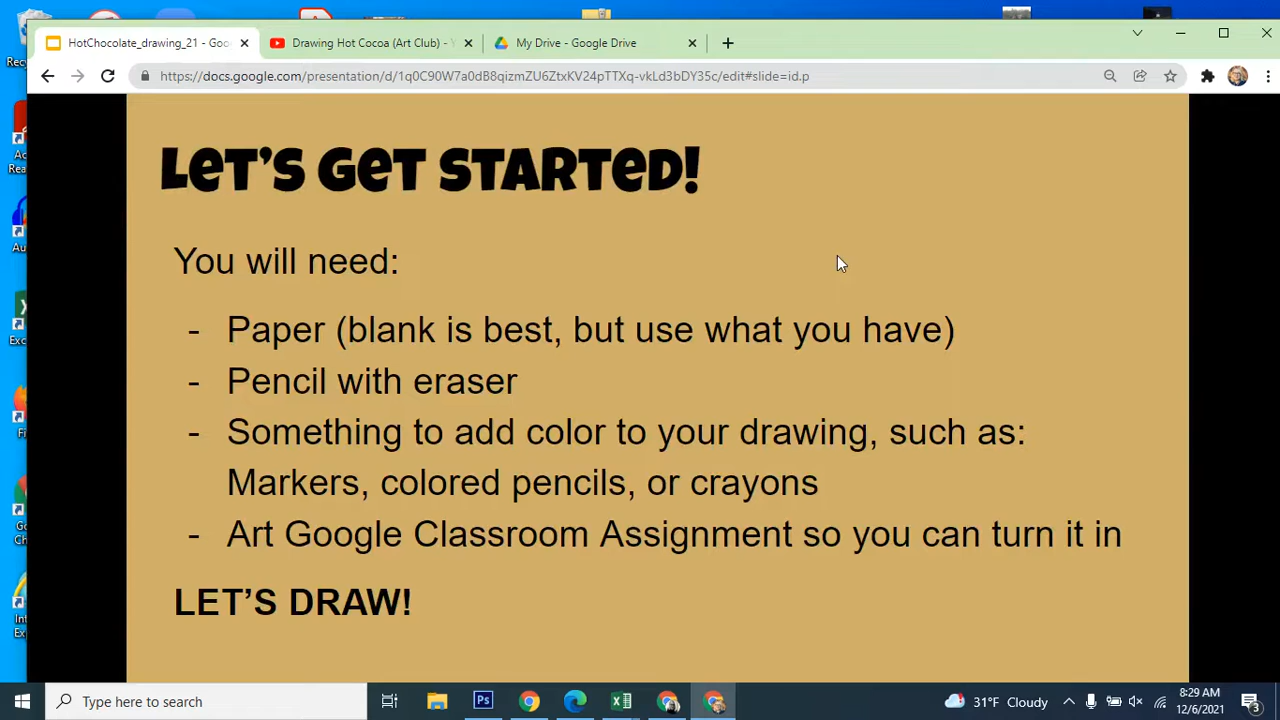 HotChocolate_drawing_21 - Goo
Drawing Hot Cocoa (Art Club) - Y
My Drive - Google Drive
https://docs.google.com/presentation/d/1q0C90W7a0dB8qizmZU6ZtxKV24pTTXq-vkLd3bDY35c/edit#slide=id.p
LET'S GET STARTED!
You will need:
- Paper (blank is best, but use what you have)
- Pencil with eraser
- Something to add color to your drawing, such as:
Markers, colored pencils, or crayons
- Art Google Classroom Assignment so you can turn it in
LET'S DRAW!
Type here to search
Ps
31°F Cloudy
8:29 AM
12/6/2021
3